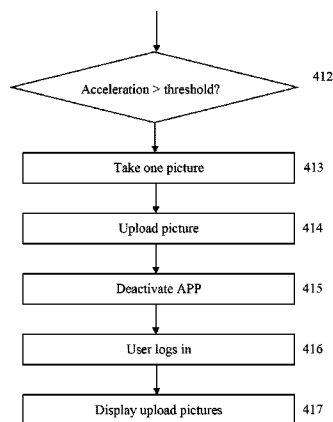 Acceleration > threshold?
412
Take one picture
413
Upload picture
414
Deactivate APP
415
User logs in
416
Display upload pictures
417